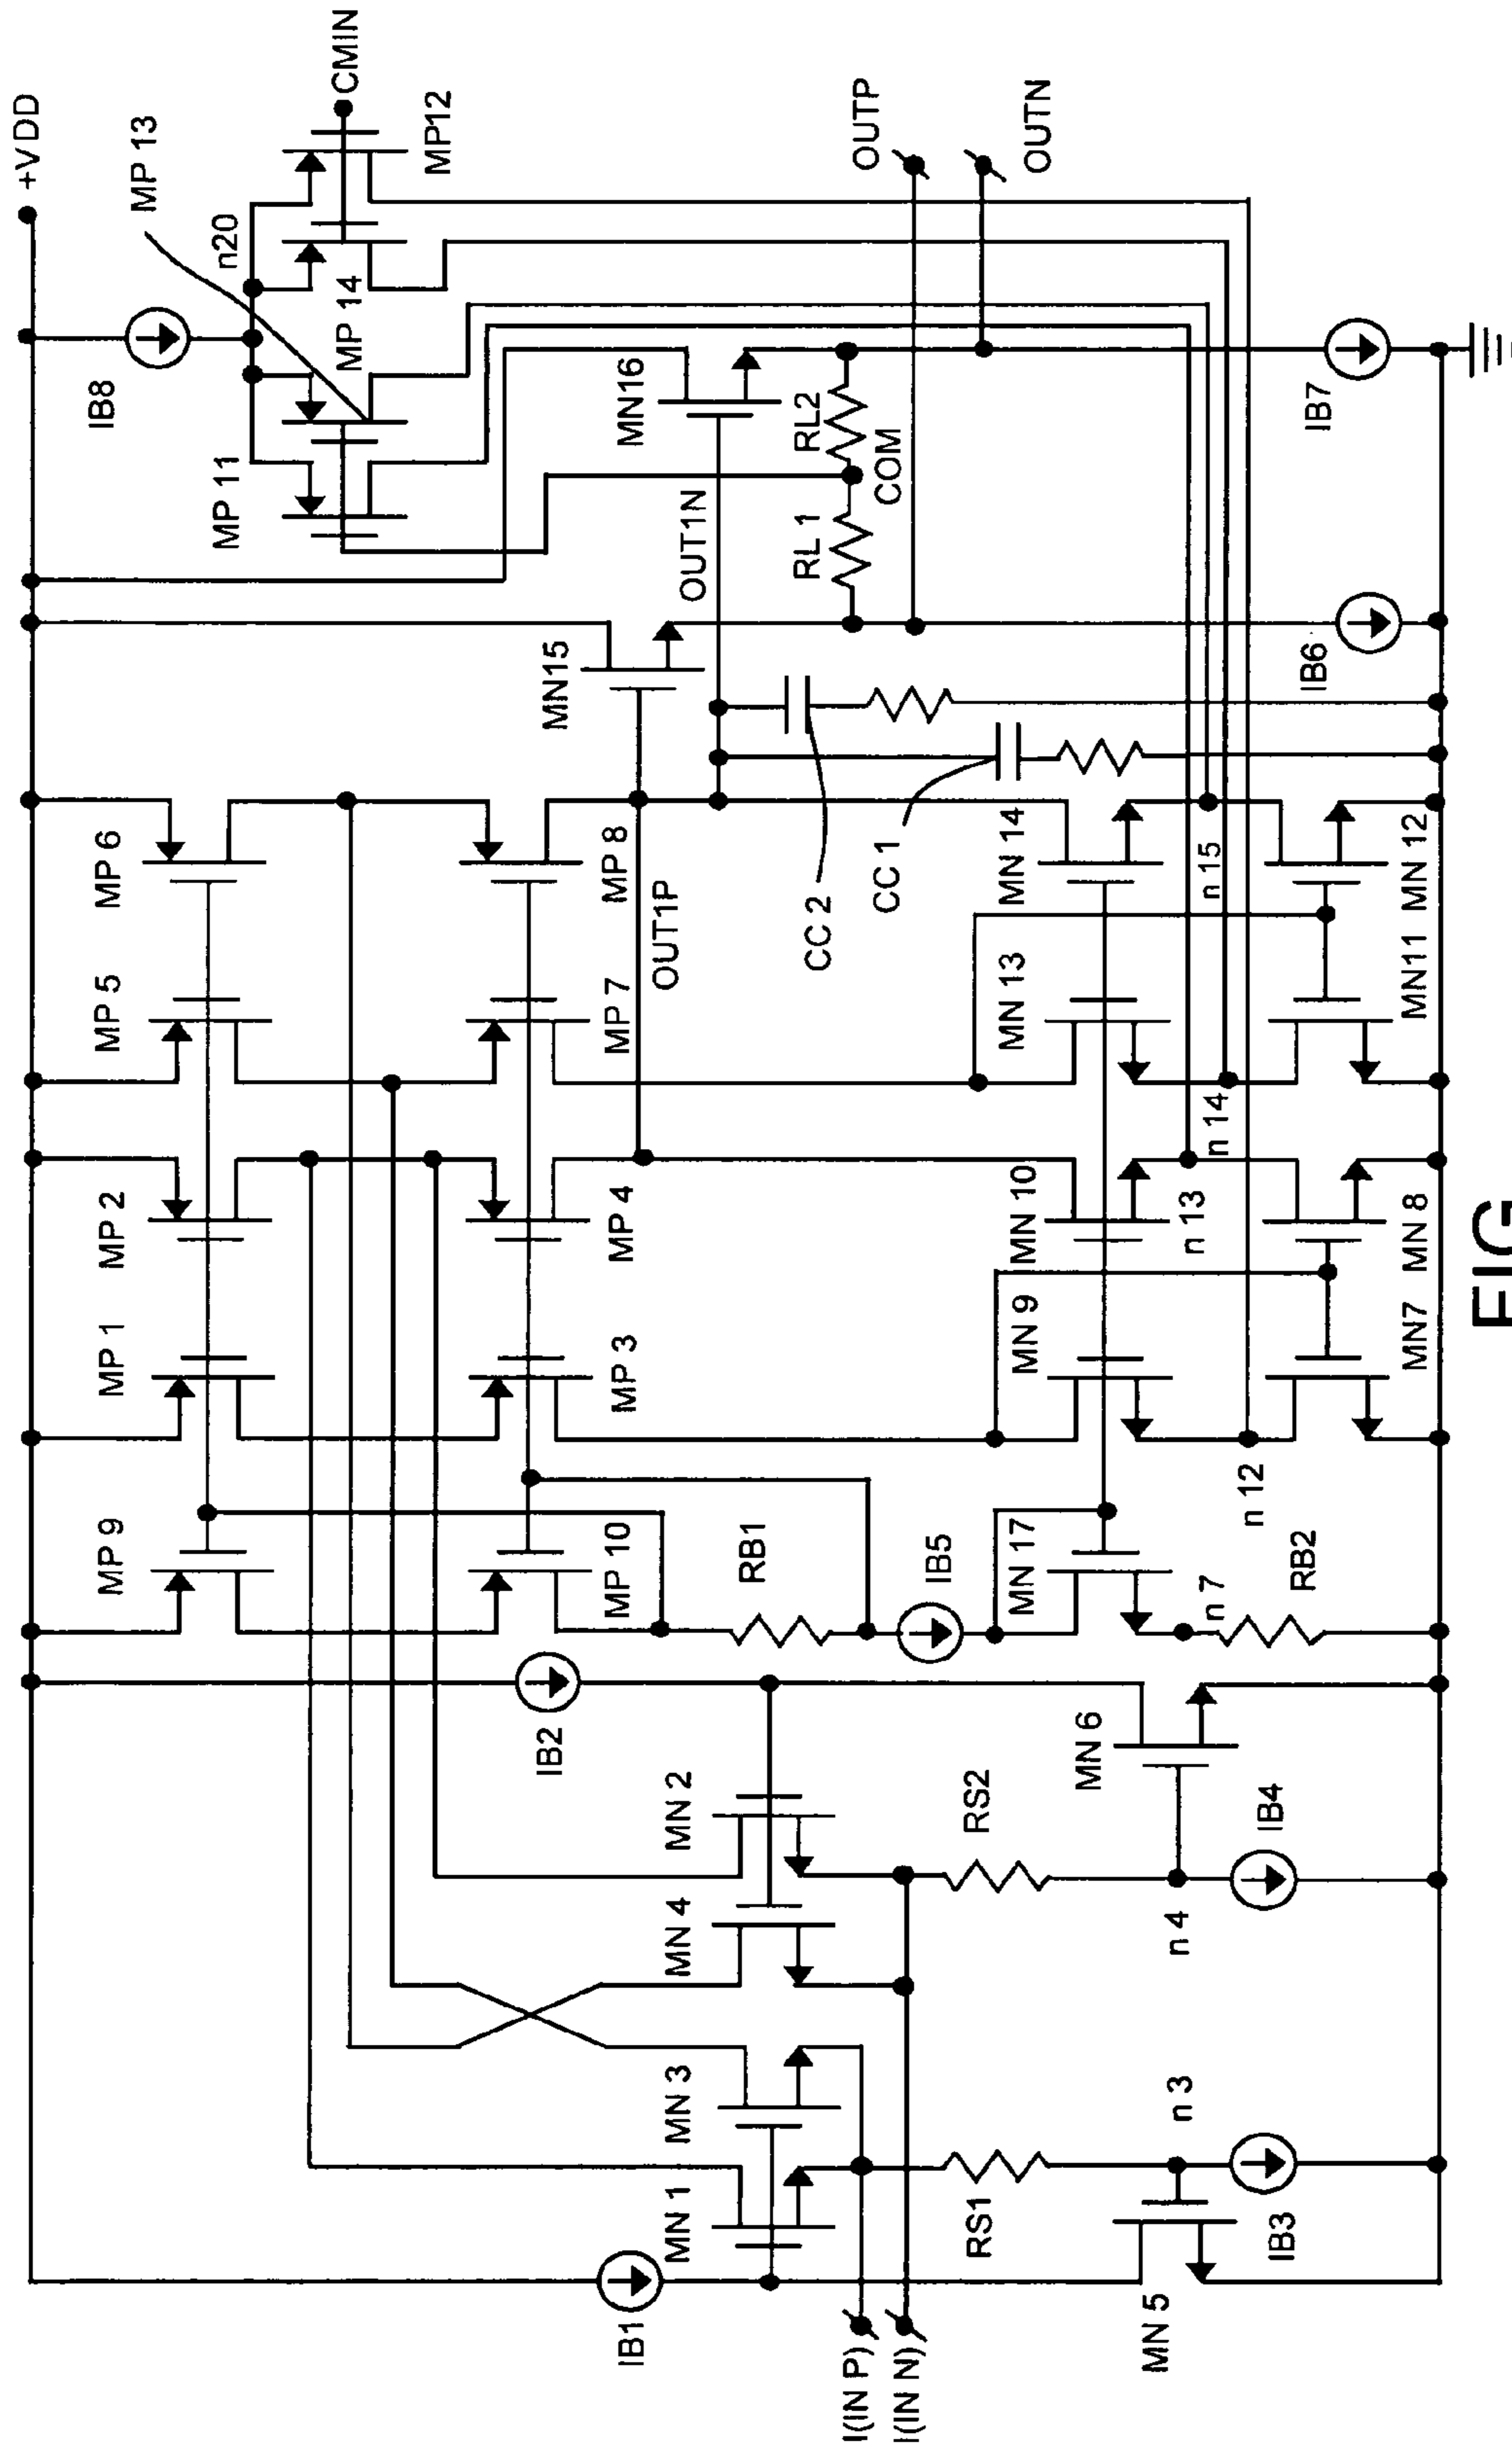 +VDD
CMIN
MP 13
n20
MP12
IB8
MP 14
MP 11
MP 6
MP 5
MP 2
MP 1
MP 9
MN16
OUTP
OUTN
OUT1N
RL2
RL 1
COM
MN15
MP 8
OUT1P
MP 7
MP 4
MP 3
MP 10
RB1
IB2
IB5
MN 2
MN 4
MN 3
MN 1
IB1
I(IN P)
I(IN N)
CC 2
CC 1
MN 14
MN 13
MN 10
MN 9
MN 17
RS2
RS1
MN 6
n 15
n 14
n 13
n 12
n 7
RB2
IB7
IB6
MN 12
MN11
MN 8
MN7
IB4
n 4
n 3
IB3
MN 5
FIG